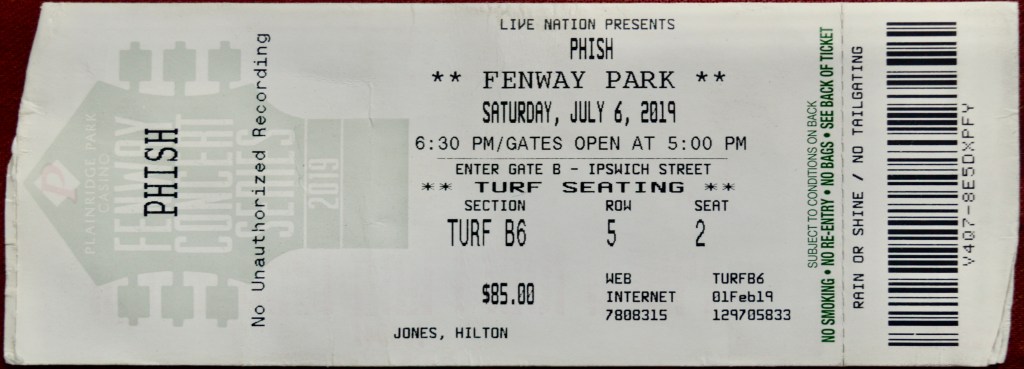 PLAINRIDGE PARK
CASINO
FENWAY
CONCERT
SERIES
2019
PHISH
No Unauthorized Recording
LIVE NATION PRESENTS
PHISH
** FENWAY PARK **
SATURDAY, JULY 6, 2019
6:30 PM/GATES OPEN AT 5:00 PM
ENTER GATE B - IPSWICH STREET
** TURF SEATING **
SECTION ROW SEAT
TURF B6 5 2
WEB TURFB6
$85.00 INTERNET 01Feb19
7808315 129705833
JONES, HILTON
SUBJECT TO CONDITIONS ON BACK
NO SMOKING • NO RE-ENTRY • NO BAGS • SEE BACK OF TICKET
RAIN OR SHINE / NO TAILGATING
V4Q7-8E5DXPFY